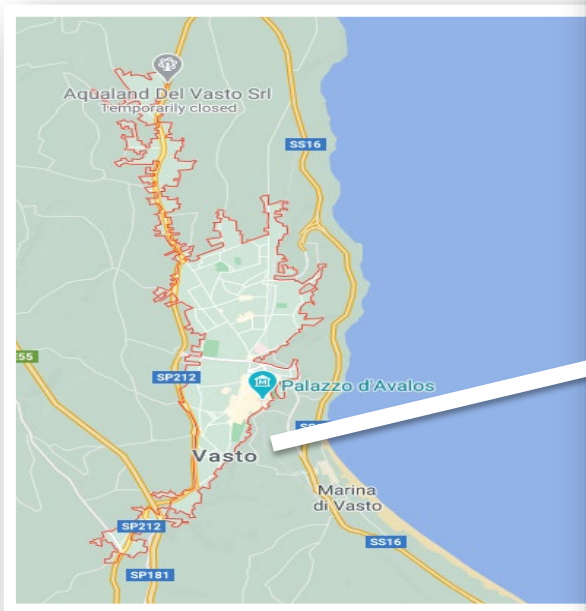 Aqualand Del Vasto Srl
Temporarily closed
SS16
E55
SP212
Palazzo d'Avalos
Vasto
Marina
di Vasto
SP212
SS16
SP181